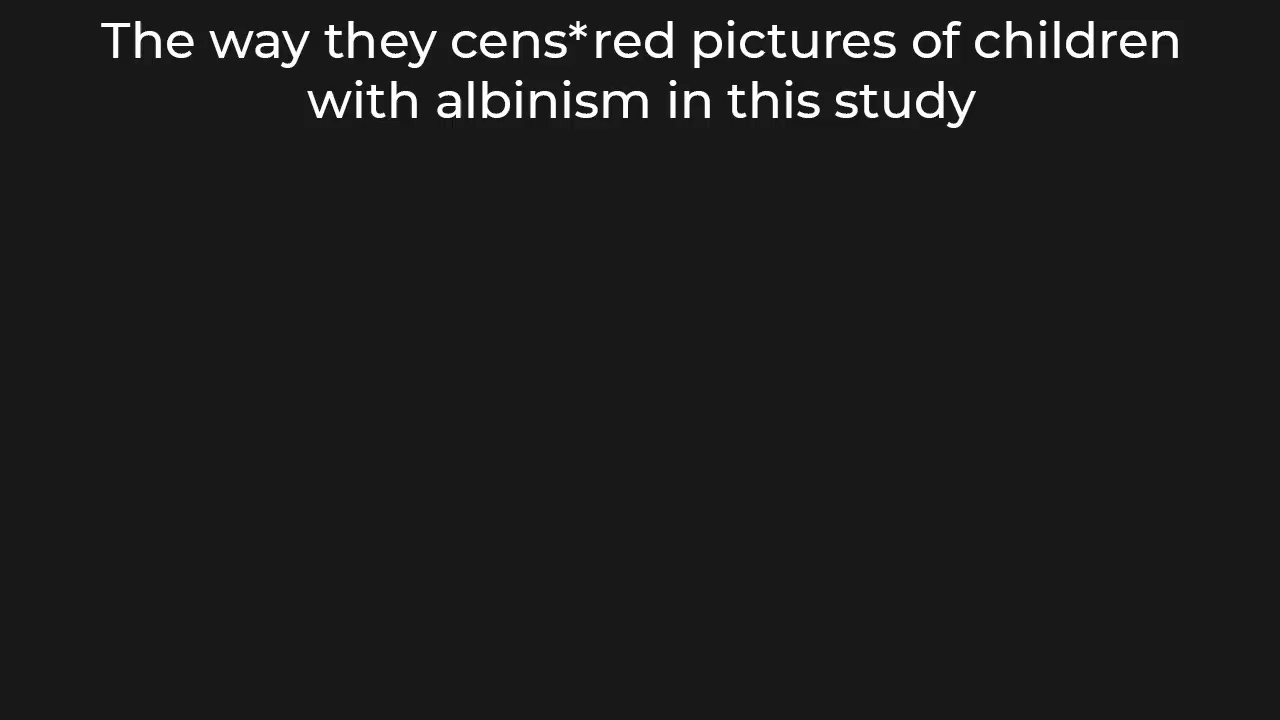 The way they cens*red pictures of children
with albinism in this study